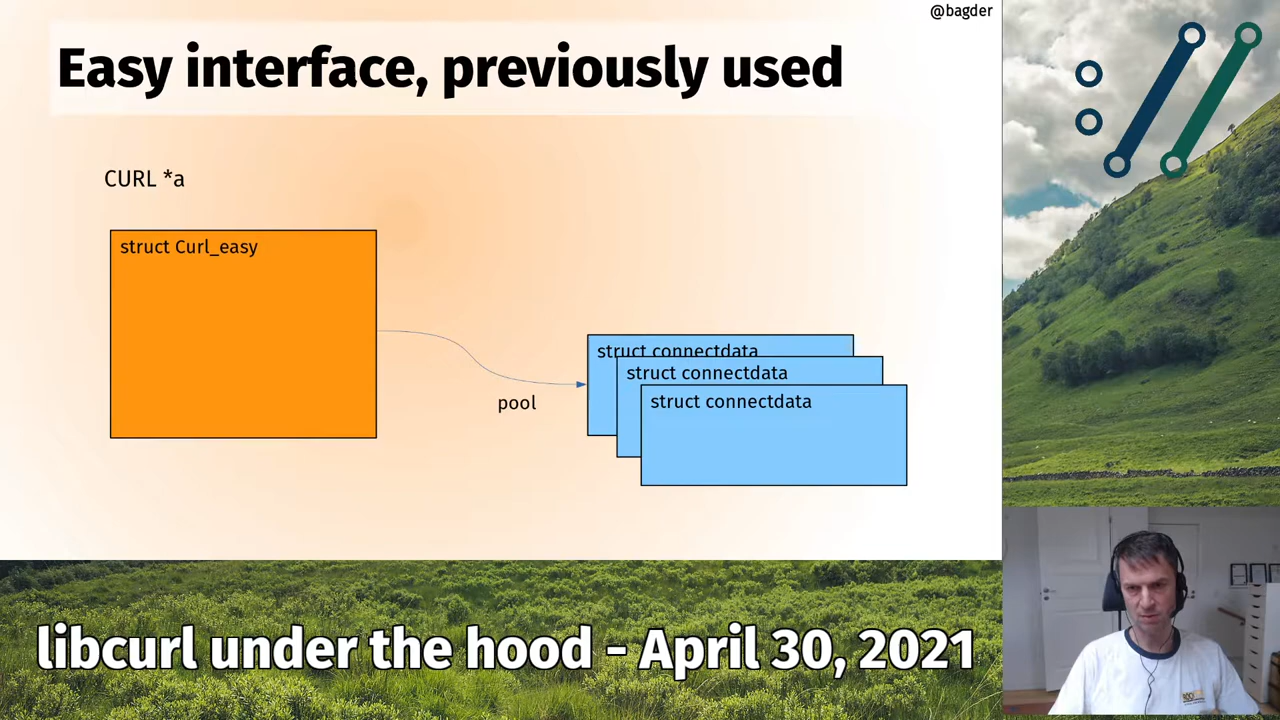 @bagder
Easy interface, previously used
CURL *a
struct Curl_easy
struct connectdata
struct connectdata
struct connectdata
pool
libcurl under the hood - April 30, 2021